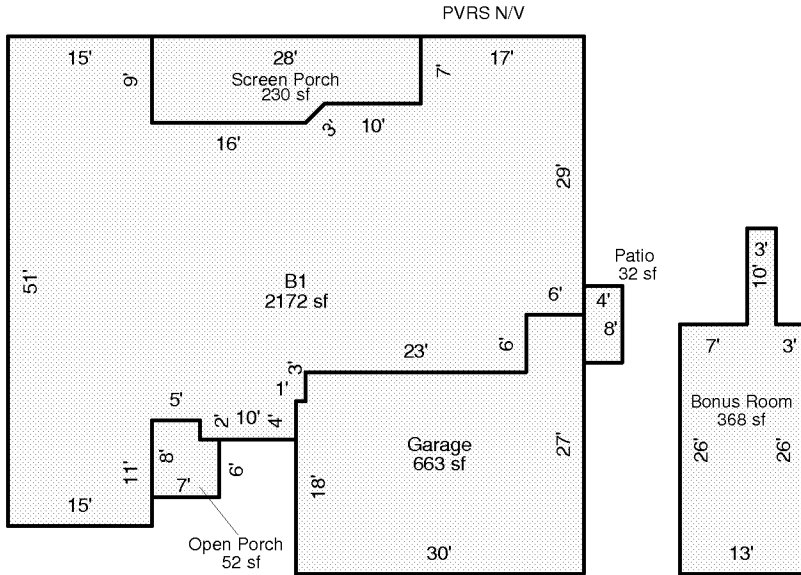 PVRS N/V
15'
28'
17'
9'
Screen Porch
230 sf
7'
16'
3'
10'
29'
51'
B1
2172 sf
Patio
32 sf
6'
4'
8'
3'
10'
23'
6'
3'
1'
7'
3'
5'
2'
10'
4'
Bonus Room
368 sf
Garage
663 sf
27'
26'
26'
11'
8'
7'
6'
18'
15'
Open Porch
52 sf
30'
13'